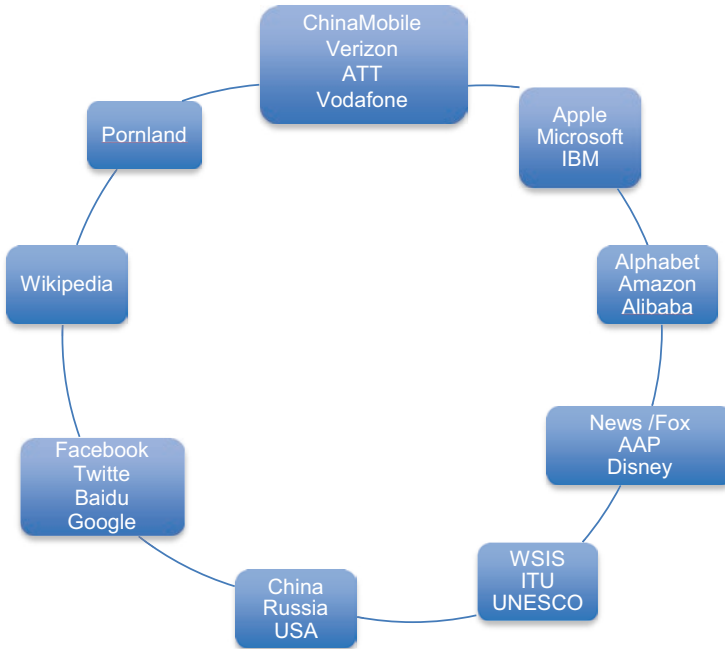 ChinaMobile
Verizon
ATT
Vodafone
Apple
Microsoft
IBM
Alphabet
Amazon
Alibaba
News /Fox
AAP
Disney
WSIS
ITU
UNESCO
China
Russia
USA
Facebook
Twitte
Baidu
Google
Wikipedia
Pornland